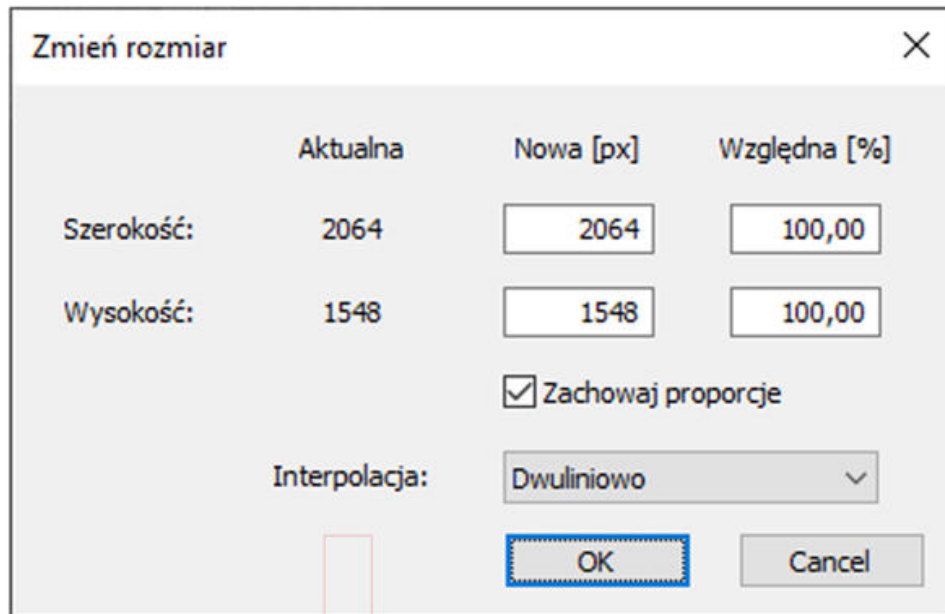 Zmień rozmiar
Aktualna Nowa [px] Względna [%]
Szerokość: 2064 2064 100,00
Wysokość: 1548 1548 100,00
Zachowaj proporcje
Interpolacja: Dwuliniowo
OK Cancel